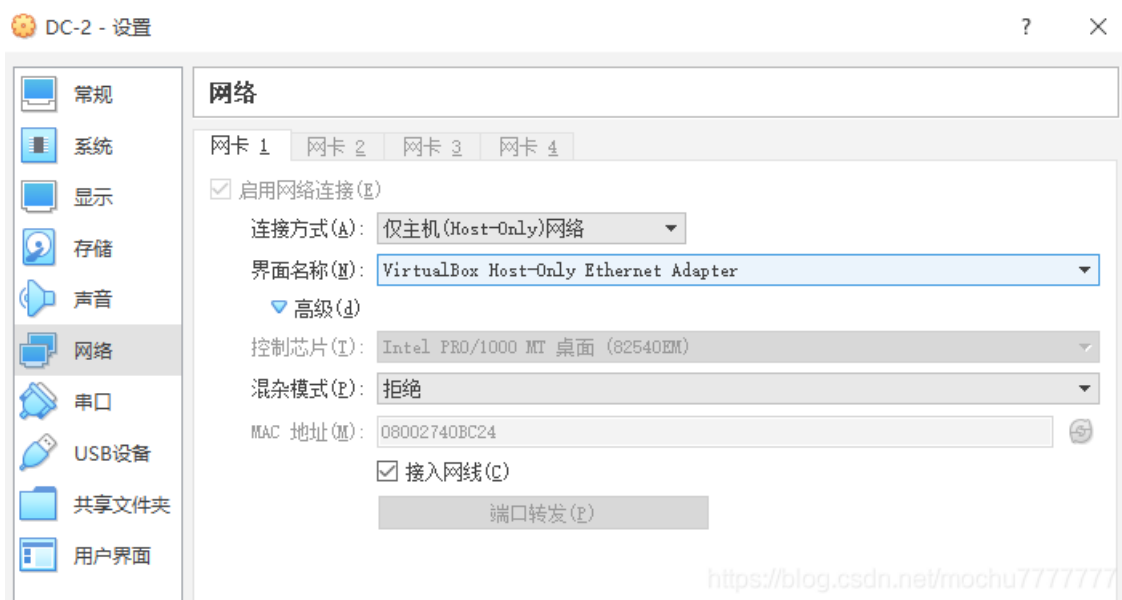 DC-2 - 设置
?
常规
系统
显示
存储
声音
网络
串口
USB设备
共享文件夹
用户界面
网络
网卡 1 网卡 2 网卡 3 网卡 4
启用网络连接(E)
连接方式(A): 仅主机(Host-Only)网络
界面名称(N): VirtualBox Host-Only Ethernet Adapter
高级(d)
控制芯片(T): Intel PRO/1000 MT 桌面 (82540EM)
混杂模式(P): 拒绝
MAC 地址(M): 08002740BC24
接入网线(C)
端口转发(P)
https://blog.csdn.net/mochu7777777